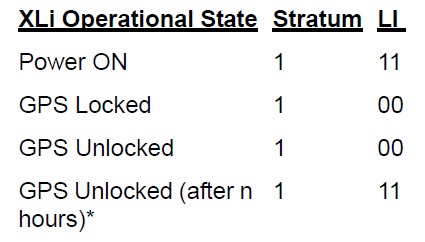 XLi Operational State Stratum LI
Power ON 1 11
GPS Locked 1 00
GPS Unlocked 1 00
GPS Unlocked (after n 1 11
hours)*